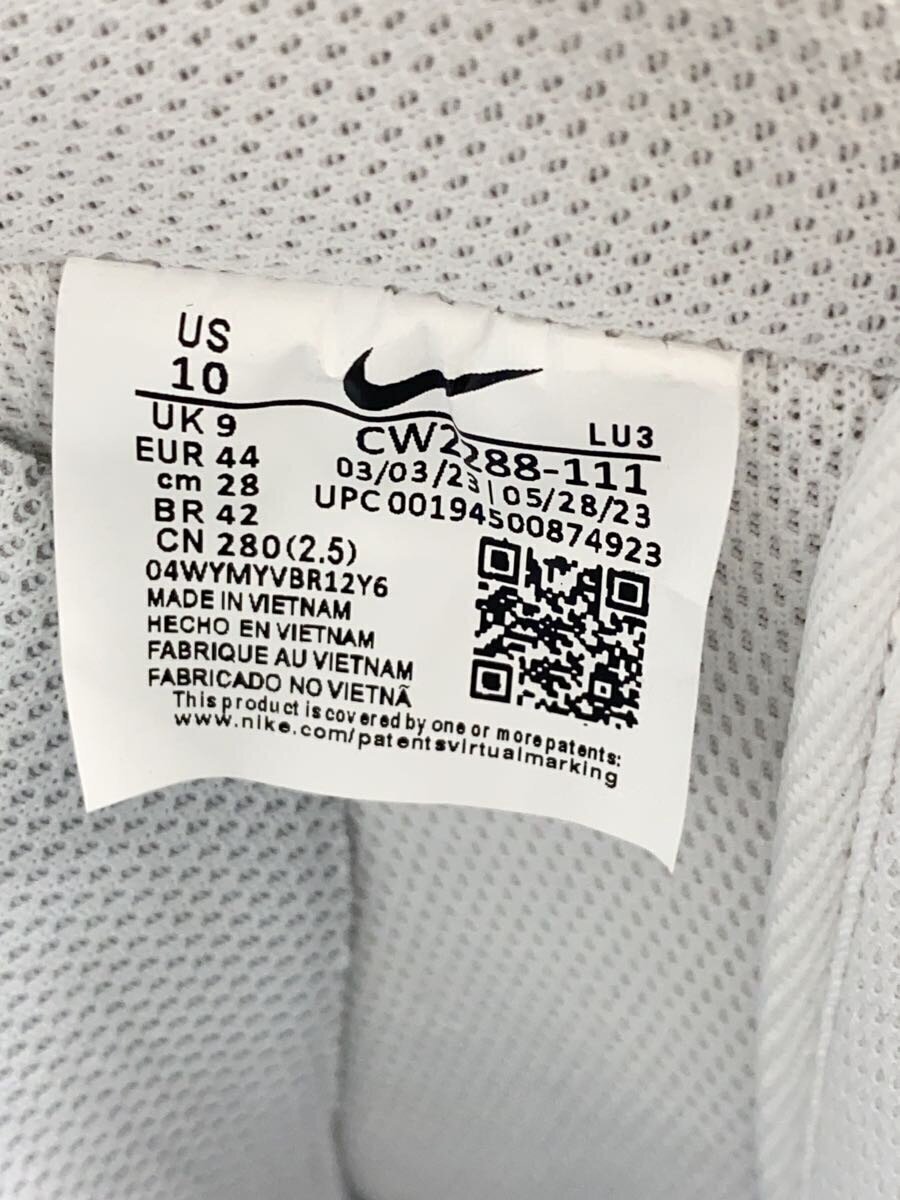 US
10
LU3
UK 9
CW2288-111
EUR 44
03/03/23 | 05/28/23
cm 28
UPC 00194500874923
BR 42
CN 280(2.5)
04WYMYVBR12Y6
MADE IN VIETNAM
HECHO EN VIETNAM
FABRIQUE AU VIETNAM
FABRICADO NO VIETNÃ
This product is covered by one or more patents:
www.nike.com/patentsvirtualmarking